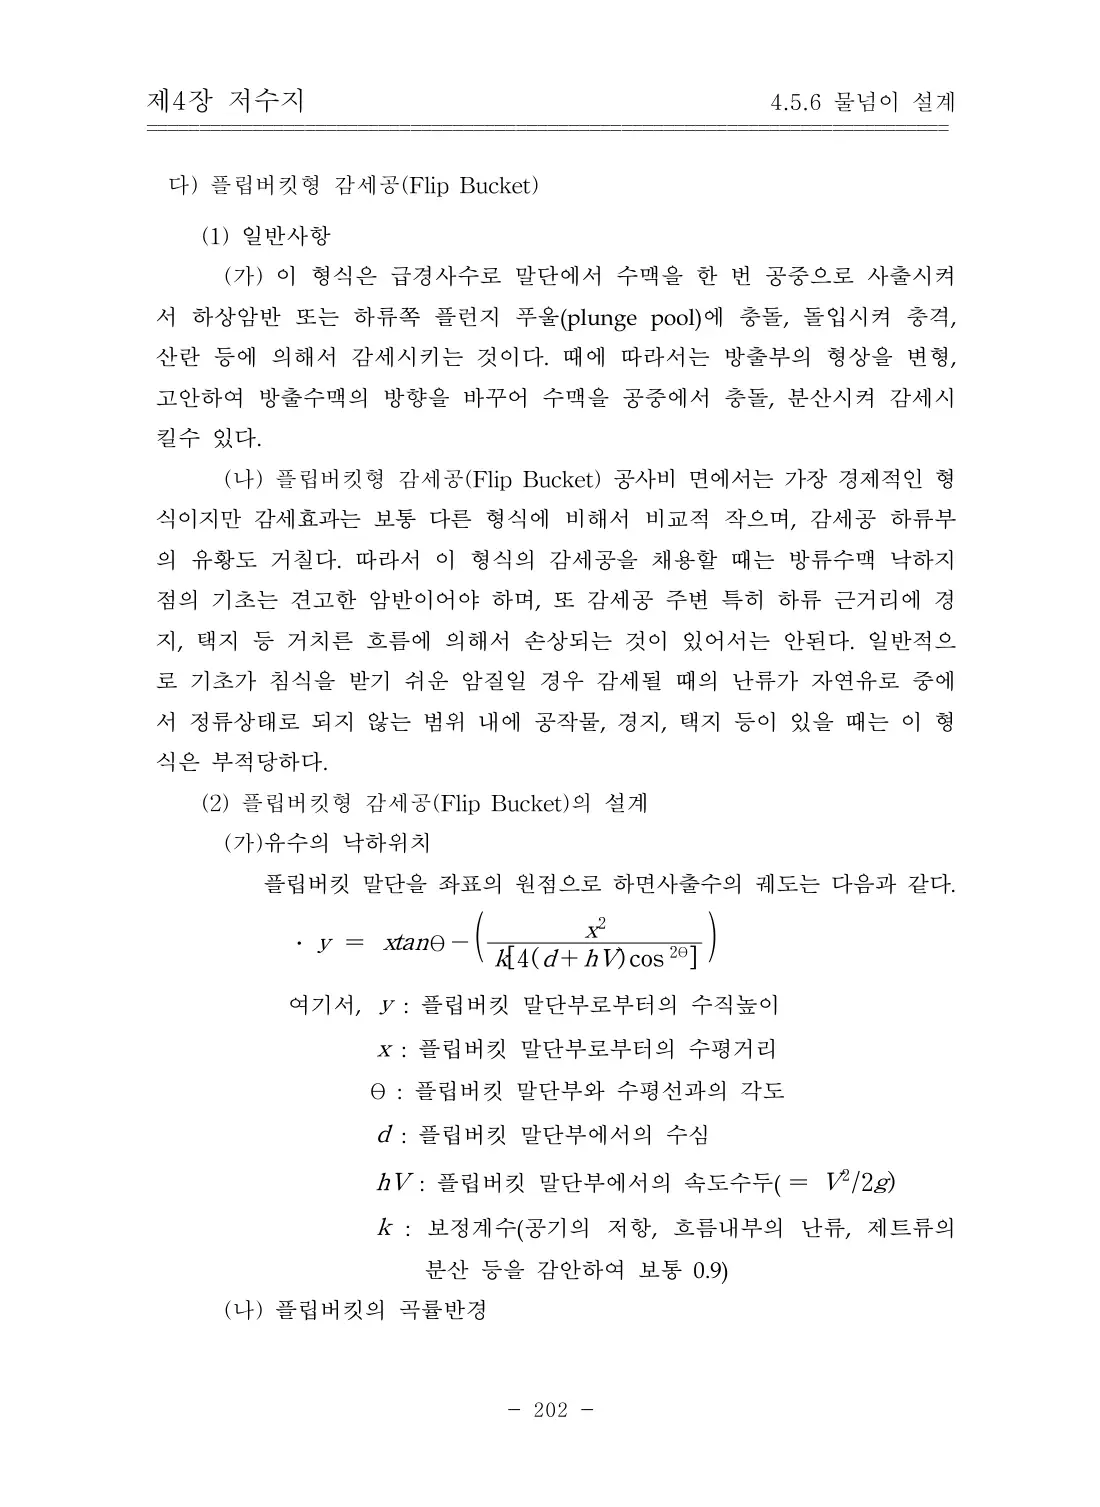 제4장 저수지 4.5.6 물넘이 설계
다) 플립버킷형 감세공(Flip Bucket)
(1) 일반사항
(가) 이 형식은 급경사수로 말단에서 수맥을 한 번 공중으로 사출시켜
서 하상암반 또는 하류쪽 플런지 푸울(plunge pool)에 충돌, 돌입시켜 충격,
산란 등에 의해서 감세시키는 것이다. 때에 따라서는 방출부의 형상을 변형,
고안하여 방출수맥의 방향을 바꾸어 수맥을 공중에서 충돌, 분산시켜 감세시
킬수 있다.
(나) 플립버킷형 감세공(Flip Bucket) 공사비 면에서는 가장 경제적인 형
식이지만 감세효과는 보통 다른 형식에 비해서 비교적 작으며, 감세공 하류부
의 유황도 거칠다. 따라서 이 형식의 감세공을 채용할 때는 방류수맥 낙하지
점의 기초는 견고한 암반이어야 하며, 또 감세공 주변 특히 하류 근거리에 경
지, 택지 등 거치른 흐름에 의해서 손상되는 것이 있어서는 안된다. 일반적으
로 기초가 침식을 받기 쉬운 암질일 경우 감세될 때의 난류가 자연유로 중에
서 정류상태로 되지 않는 범위 내에 공작물, 경지, 택지 등이 있을 때는 이 형
식은 부적당하다.
(2) 플립버킷형 감세공(Flip Bucket)의 설계
(가)유수의 낙하위치
플립버킷 말단을 좌표의 원점으로 하면사출수의 궤도는 다음과 같다.
· y = xtanθ-(x²/k[4(d+hV)cos ²θ])
여기서, y : 플립버킷 말단부로부터의 수직높이
x : 플립버킷 말단부로부터의 수평거리
θ : 플립버킷 말단부와 수평선과의 각도
d : 플립버킷 말단부에서의 수심
hV : 플립버킷 말단부에서의 속도수두(= V²/2g)
k : 보정계수(공기의 저항, 흐름내부의 난류, 제트류의
분산 등을 감안하여 보통 0.9)
(나) 플립버킷의 곡률반경
- 202 -